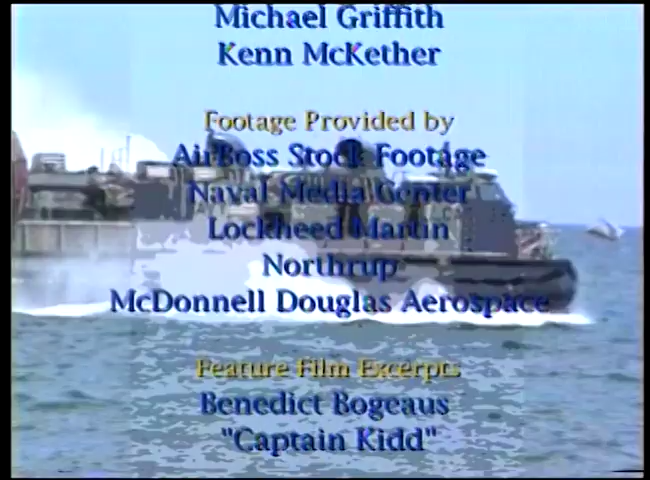 Michael Griffith
Kenn McKether
Footage Provided by
AirBoss Stock Footage
Naval Media Center
Lockheed Martin
Northrup
McDonnell Douglas Aerospace
Feature Film Excerpts
Benedict Bogeaus
"Captain Kidd"